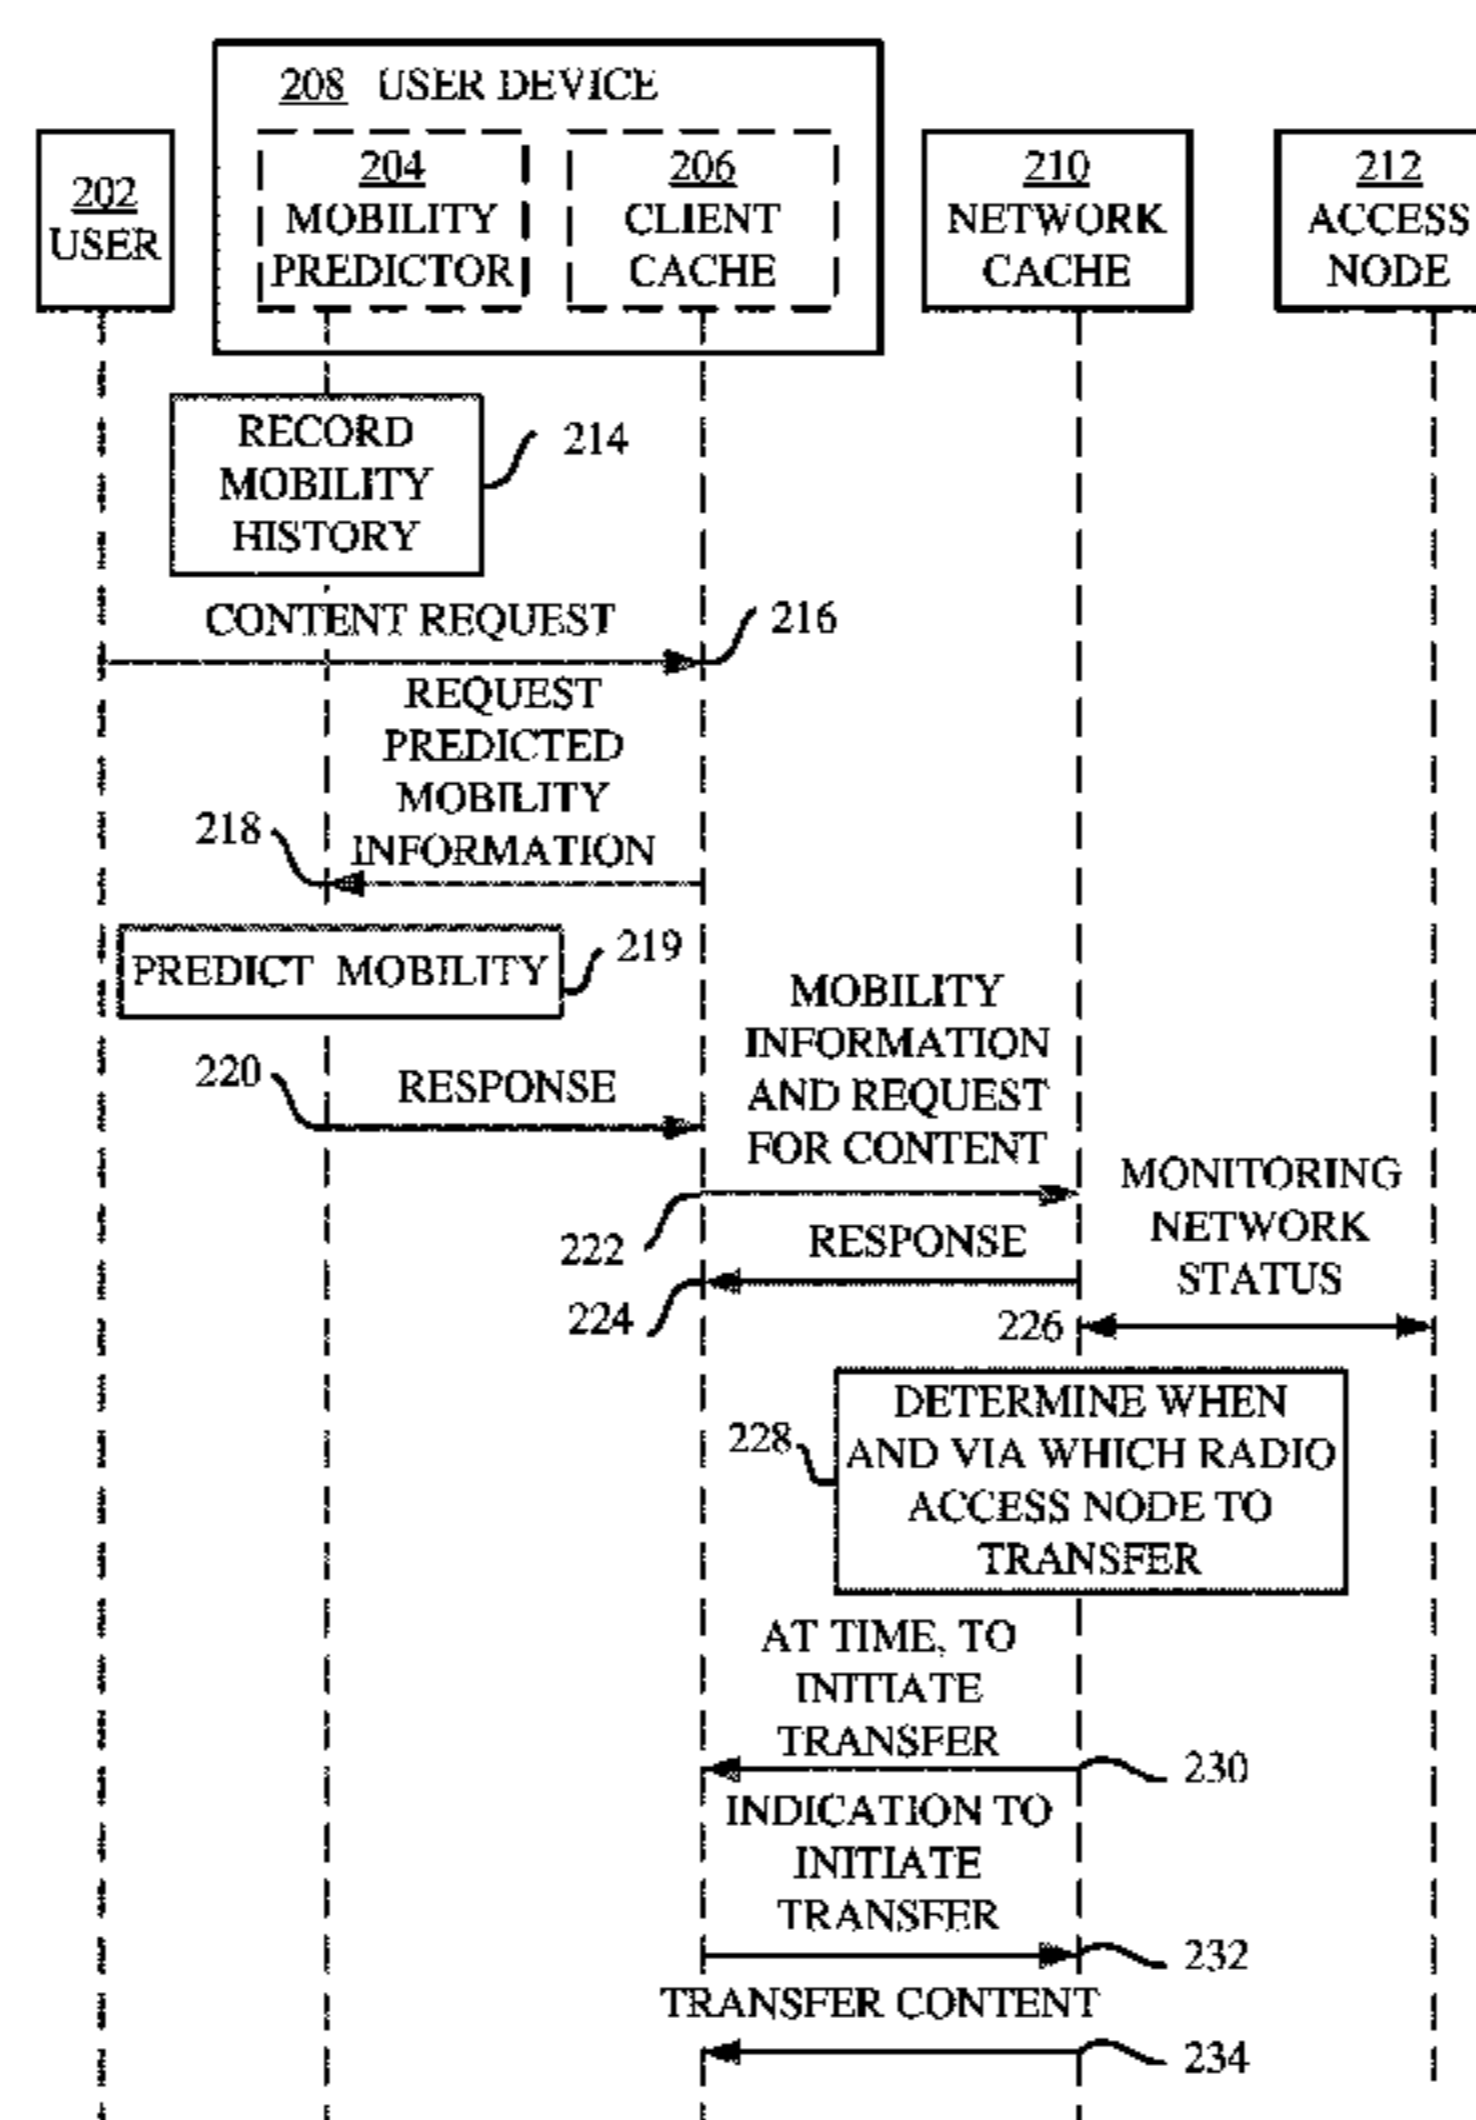 208 USER DEVICE
202
USER
204
MOBILITY
PREDICTOR
206
CLIENT
CACHE
210
NETWORK
CACHE
212
ACCESS
NODE
RECORD
MOBILITY
HISTORY
214
CONTENT REQUEST
216
REQUEST
PREDICTED
MOBILITY
INFORMATION
218
PREDICT MOBILITY
219
220
RESPONSE
MOBILITY
INFORMATION
AND REQUEST
FOR CONTENT
222
RESPONSE
224
MONITORING
NETWORK
STATUS
226
DETERMINE WHEN
AND VIA WHICH RADIO
ACCESS NODE TO
TRANSFER
228
AT TIME, TO
INITIATE
TRANSFER
230
INDICATION TO
INITIATE
TRANSFER
232
TRANSFER CONTENT
234